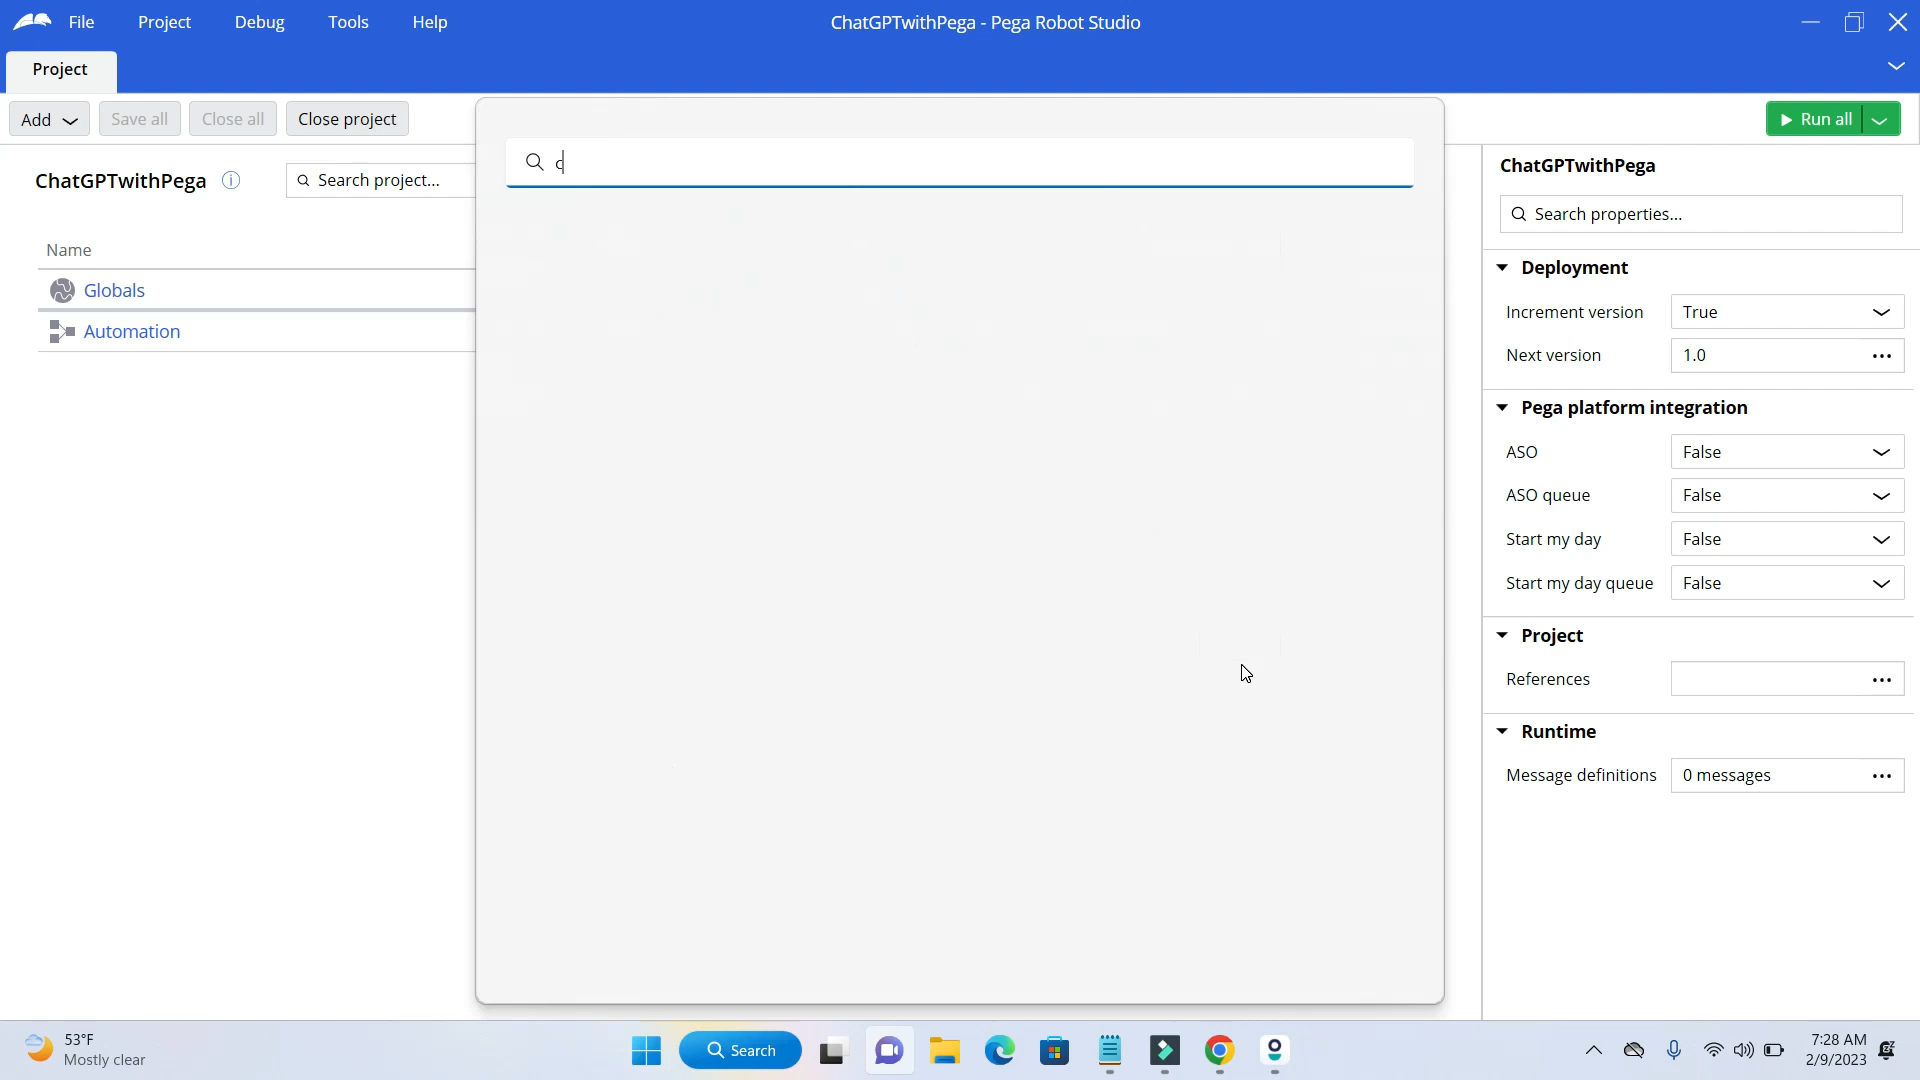 File Project Debug Tools Help ChatGPTwithPega - Pega Robot Studio
Project
Add Save all Close all Close project Run all
c
ChatGPTwithPega Search project... ChatGPTwithPega
Search properties...
Name
Globals
Automation
Deployment
Increment version True
Next version 1.0
Pega platform integration
ASO False
ASO queue False
Start my day False
Start my day queue False
Project
References
Runtime
Message definitions 0 messages
53°F
Mostly clear
Search
7:28 AM
2/9/2023